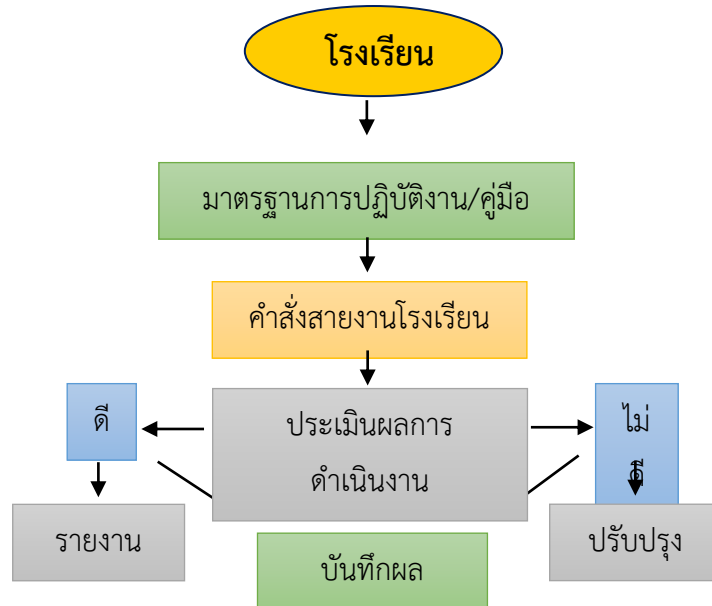 โรงเรียน
มาตรฐานการปฏิบัติงาน/คู่มือ
คำสั่งสายงานโรงเรียน
ดี
ประเมินผลการ
ดำเนินงาน
ไม่
ดี
รายงาน
ปรับปรุง
บันทึกผล